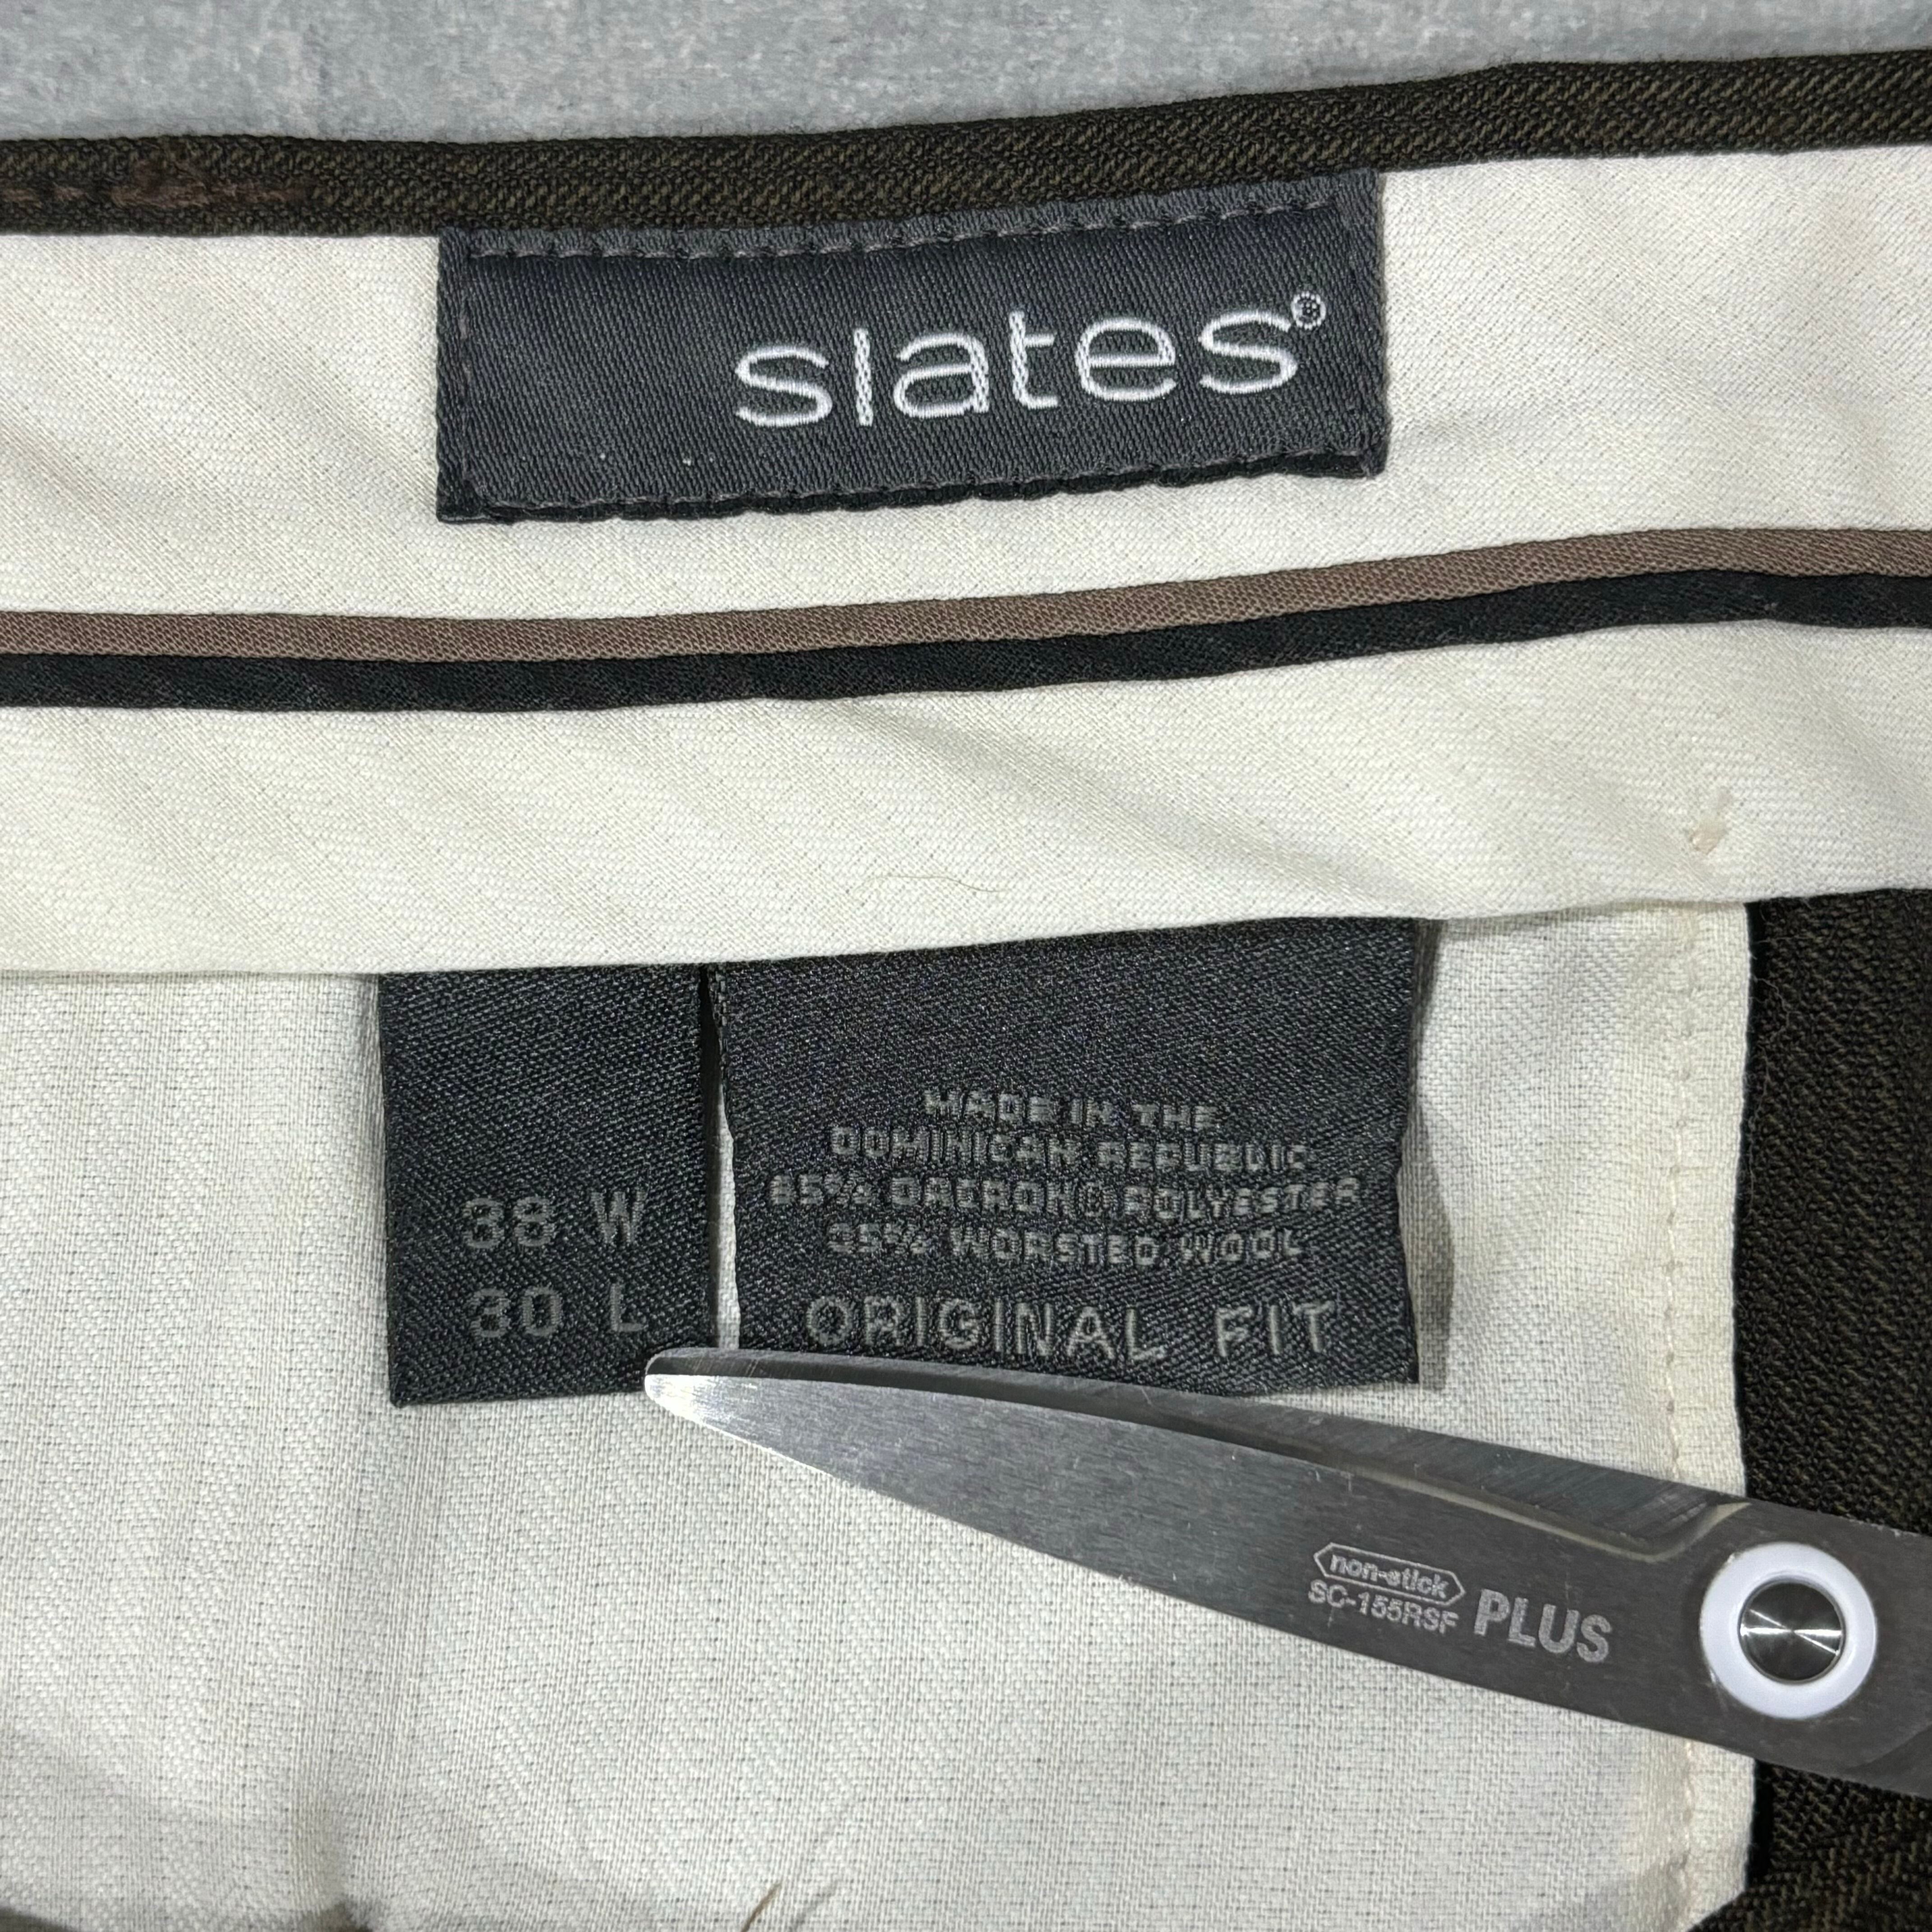 slates®
38 W
30 L
MADE IN THE
DOMINICAN REPUBLIC
65% DACRON® POLYESTER
35% WORSTED WOOL
ORIGINAL FIT
non-stick
SC-155RSF PLUS